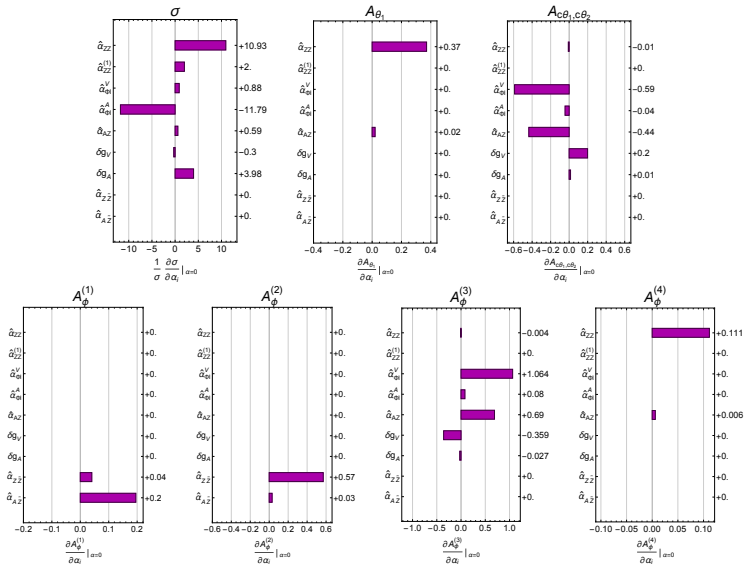 σ
α̂_ZZ +10.93
α̂_ZZ^(1) +2.
α̂_Φl^V +0.88
α̂_Φl^A −11.79
α̂_AZ +0.59
δg_V −0.3
δg_A +3.98
α̂_ZZ̃ +0.
α̂_AZ̃ +0.
−10 −5 0 5 10
1/σ ∂σ/∂α_i |_α=0
A_θ₁
α̂_ZZ +0.37
α̂_ZZ^(1) +0.
α̂_Φl^V +0.
α̂_Φl^A +0.
α̂_AZ +0.02
δg_V +0.
δg_A +0.
α̂_ZZ̃ +0.
α̂_AZ̃ +0.
−0.4 −0.2 0.0 0.2 0.4
∂A_θ₁/∂α_i |_α=0
A_cθ₁,cθ₂
α̂_ZZ −0.01
α̂_ZZ^(1) +0.
α̂_Φl^V −0.59
α̂_Φl^A −0.04
α̂_AZ −0.44
δg_V +0.2
δg_A +0.01
α̂_ZZ̃ +0.
α̂_AZ̃ +0.
−0.6 −0.4 −0.2 0.0 0.2 0.4 0.6
∂A_cθ₁,cθ₂/∂α_i |_α=0
A_ϕ^(1)
α̂_ZZ +0.
α̂_ZZ^(1) +0.
α̂_Φl^V +0.
α̂_Φl^A +0.
α̂_AZ +0.
δg_V +0.
δg_A +0.
α̂_ZZ̃ +0.04
α̂_AZ̃ +0.2
−0.2 −0.1 0.0 0.1 0.2
∂A_ϕ^(1)/∂α_i |_α=0
A_ϕ^(2)
α̂_ZZ +0.
α̂_ZZ^(1) +0.
α̂_Φl^V +0.
α̂_Φl^A +0.
α̂_AZ +0.
δg_V +0.
δg_A +0.
α̂_ZZ̃ +0.57
α̂_AZ̃ +0.03
−0.6 −0.4 −0.2 0.0 0.2 0.4 0.6
∂A_ϕ^(2)/∂α_i |_α=0
A_ϕ^(3)
α̂_ZZ −0.004
α̂_ZZ^(1) +0.
α̂_Φl^V +1.064
α̂_Φl^A +0.08
α̂_AZ +0.69
δg_V −0.359
δg_A −0.027
α̂_ZZ̃ +0.
α̂_AZ̃ +0.
−1.0 −0.5 0.0 0.5 1.0
∂A_ϕ^(3)/∂α_i |_α=0
A_ϕ^(4)
α̂_ZZ +0.111
α̂_ZZ^(1) +0.
α̂_Φl^V +0.
α̂_Φl^A +0.
α̂_AZ +0.006
δg_V +0.
δg_A +0.
α̂_ZZ̃ +0.
α̂_AZ̃ +0.
−0.10 −0.05 0.00 0.05 0.10
∂A_ϕ^(4)/∂α_i |_α=0